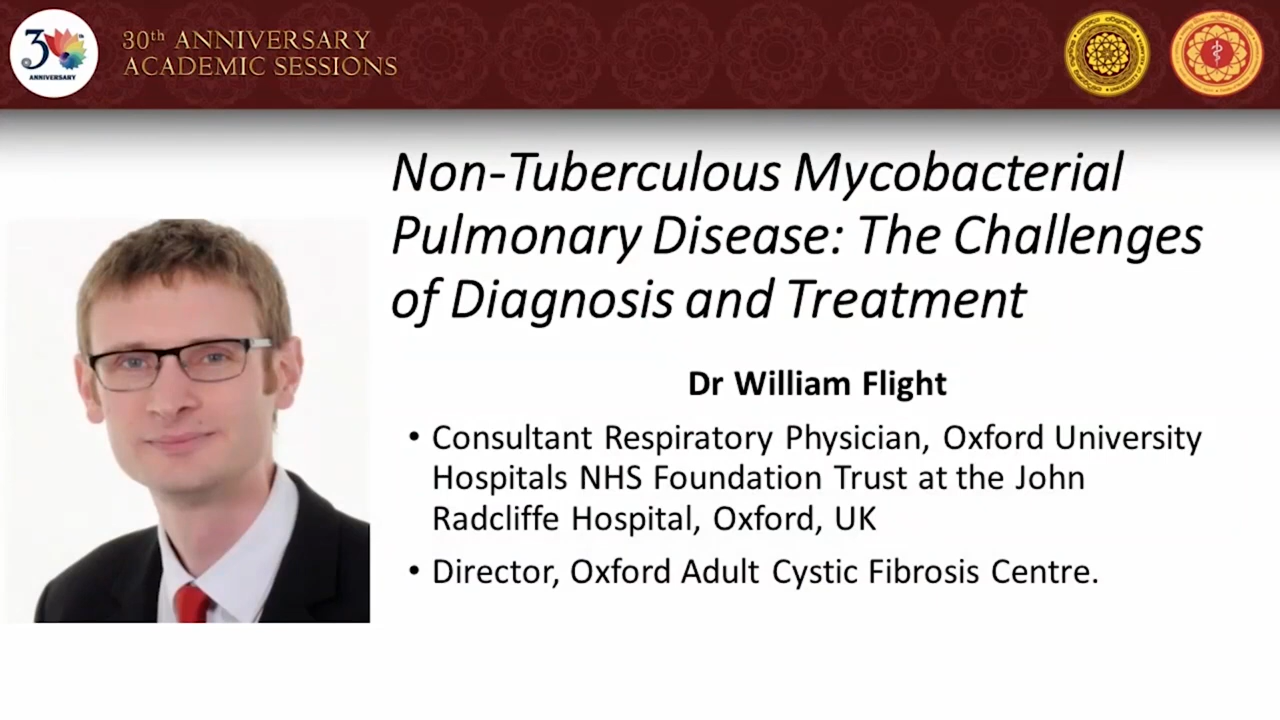 30
ANNIVERSARY
30th ANNIVERSARY
ACADEMIC SESSIONS
Non-Tuberculous Mycobacterial
Pulmonary Disease: The Challenges
of Diagnosis and Treatment
Dr William Flight
• Consultant Respiratory Physician, Oxford University
Hospitals NHS Foundation Trust at the John
Radcliffe Hospital, Oxford, UK
• Director, Oxford Adult Cystic Fibrosis Centre.